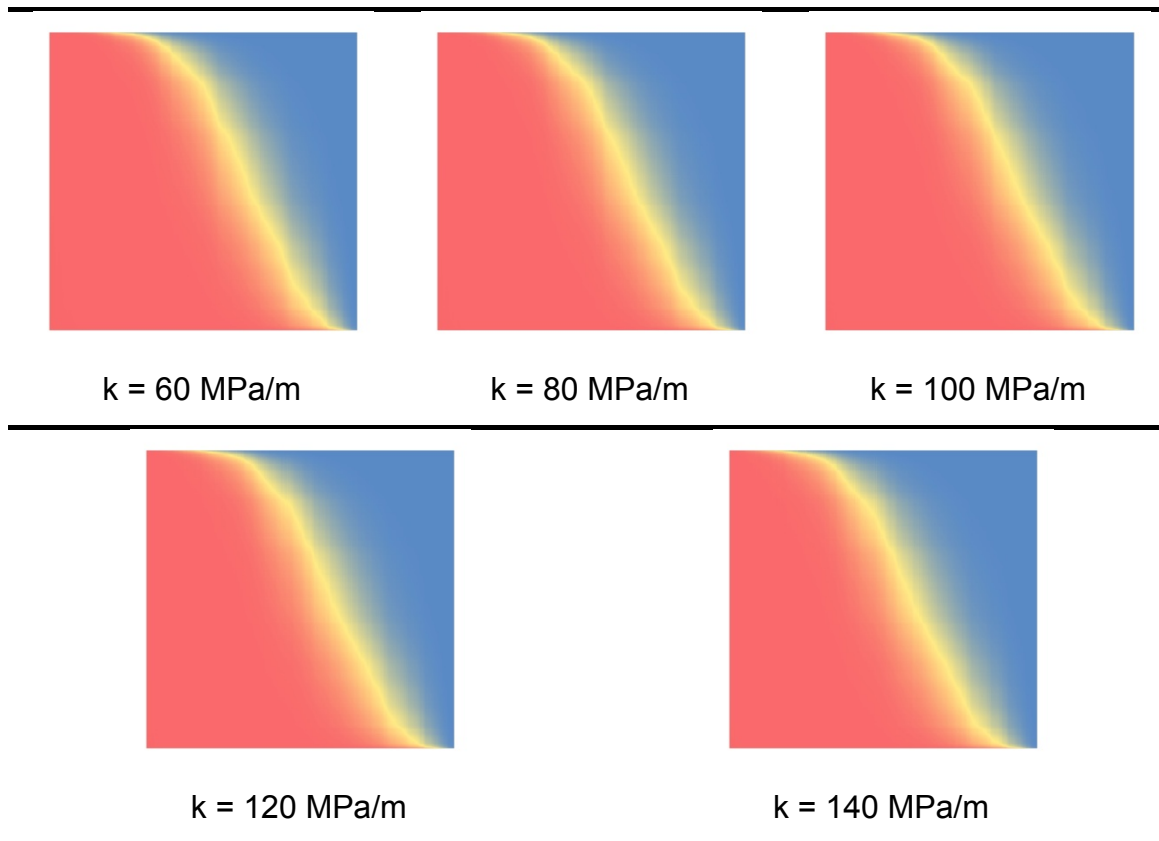 k = 60 MPa/m
k = 80 MPa/m
k = 100 MPa/m
k = 120 MPa/m
k = 140 MPa/m